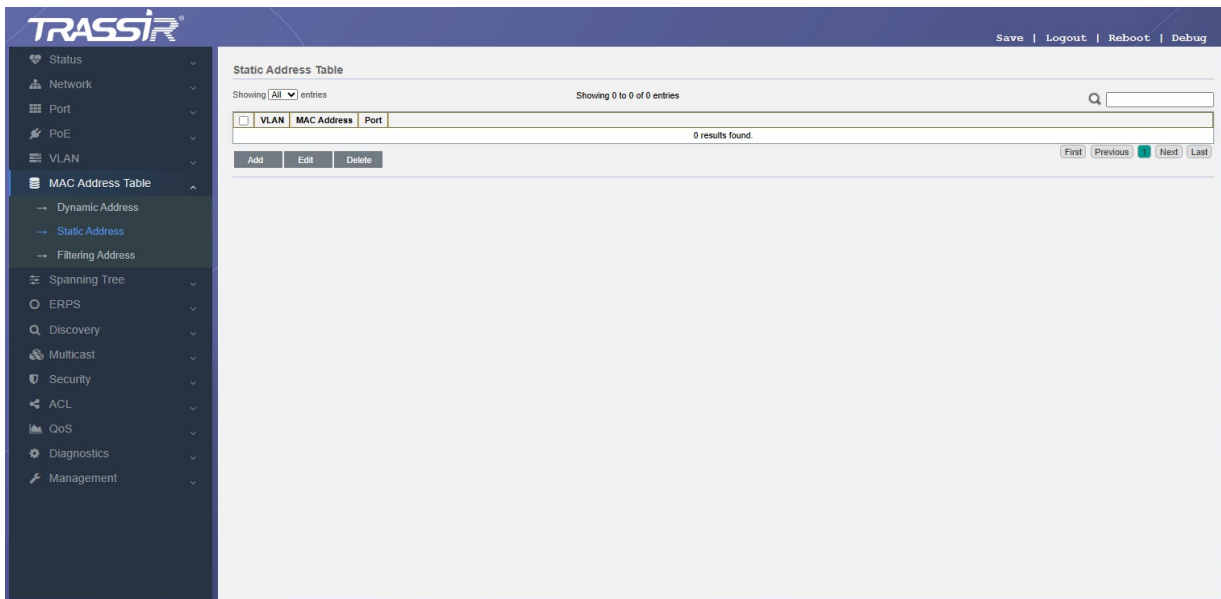 TRASSIR®
Save | Logout | Reboot | Debug
Status
Network
Port
PoE
VLAN
MAC Address Table
→ Dynamic Address
→ Static Address
→ Filtering Address
Spanning Tree
ERPS
Discovery
Multicast
Security
ACL
QoS
Diagnostics
Management
Static Address Table
Showing All entries Showing 0 to 0 of 0 entries
VLAN MAC Address Port
0 results found.
Add Edit Delete First Previous 1 Next Last